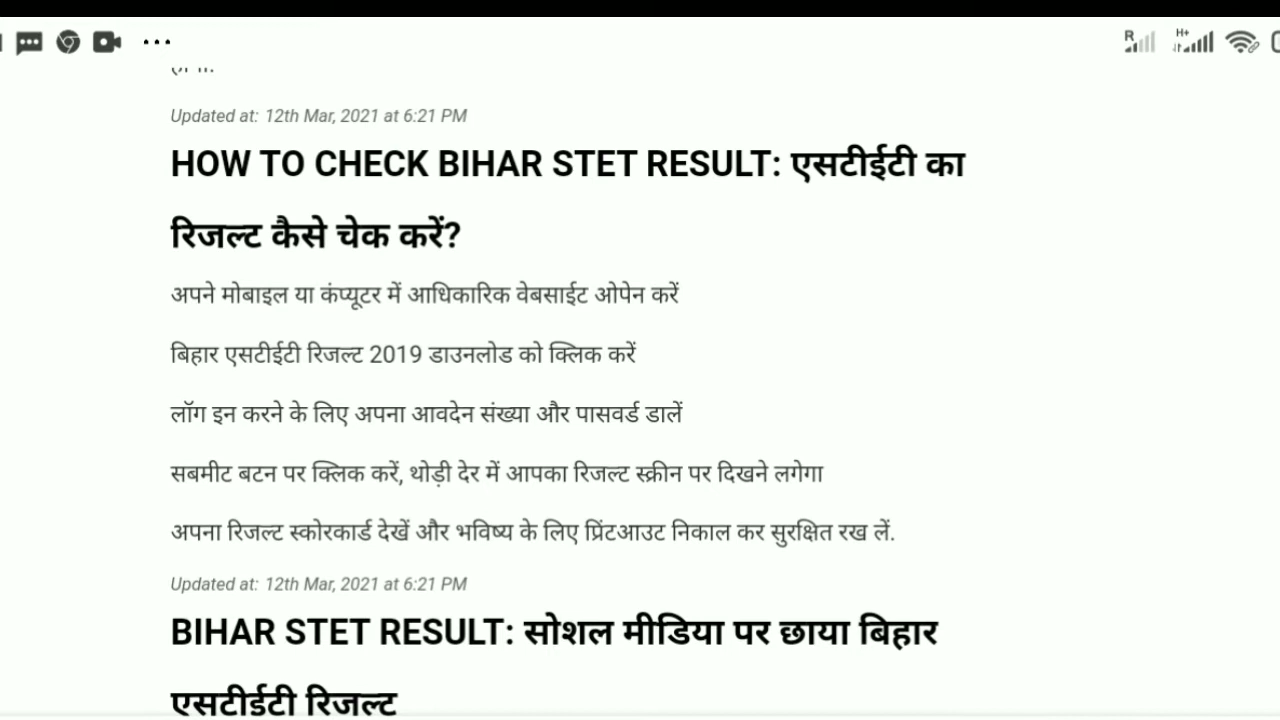 R
H+
Updated at: 12th Mar, 2021 at 6:21 PM
HOW TO CHECK BIHAR STET RESULT: एसटीईटी का
रिजल्ट कैसे चेक करें?
अपने मोबाइल या कंप्यूटर में आधिकारिक वेबसाईट ओपेन करें
बिहार एसटीईटी रिजल्ट 2019 डाउनलोड को क्लिक करें
लॉग इन करने के लिए अपना आवदेन संख्या और पासवर्ड डालें
सबमीट बटन पर क्लिक करें, थोड़ी देर में आपका रिजल्ट स्क्रीन पर दिखने लगेगा
अपना रिजल्ट स्कोरकार्ड देखें और भविष्य के लिए प्रिंटआउट निकाल कर सुरक्षित रख लें.
Updated at: 12th Mar, 2021 at 6:21 PM
BIHAR STET RESULT: सोशल मीडिया पर छाया बिहार
एसटीईटी रिजल्ट